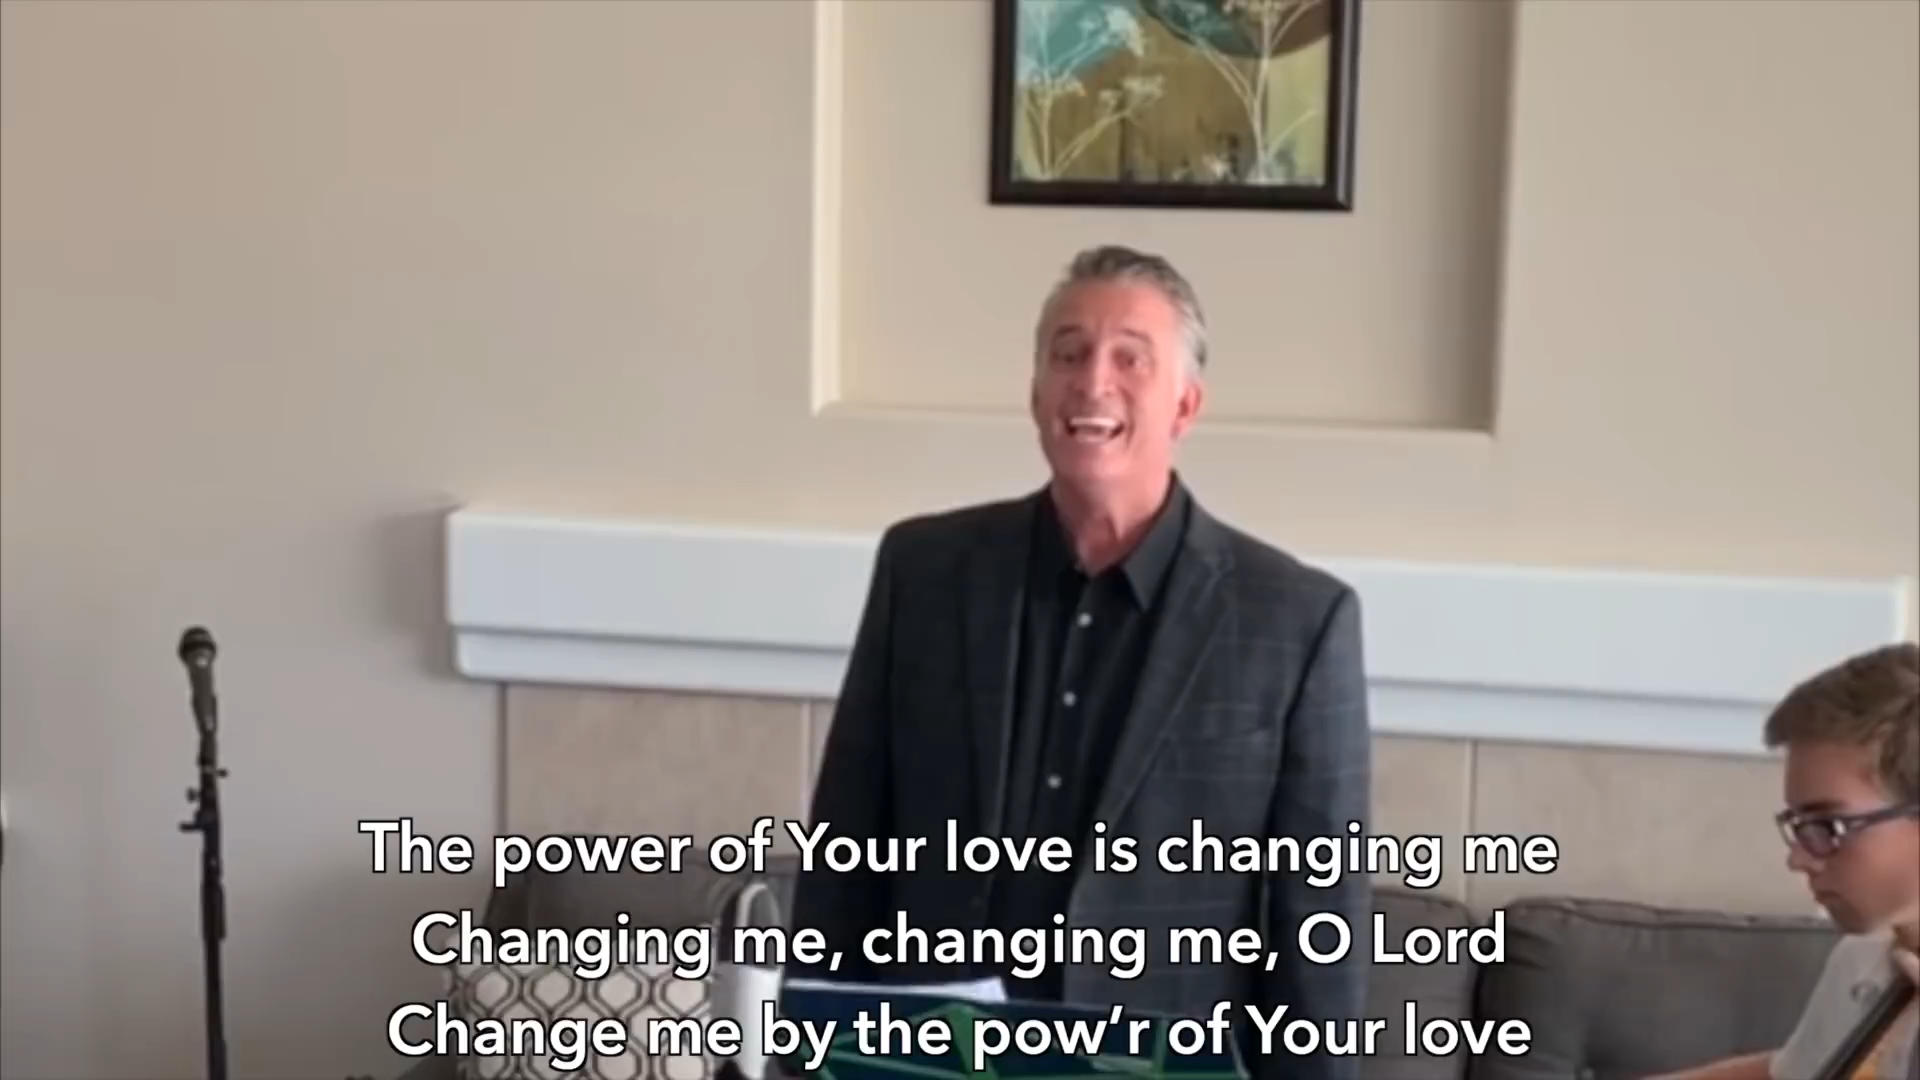 The power of Your love is changing me
Changing me, changing me, O Lord
Change me by the pow’r of Your love